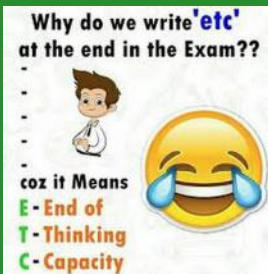 Why do we write 'etc'
at the end in the Exam??
-
-
-
-
-
coz it Means
E - End of
T - Thinking
C - Capacity